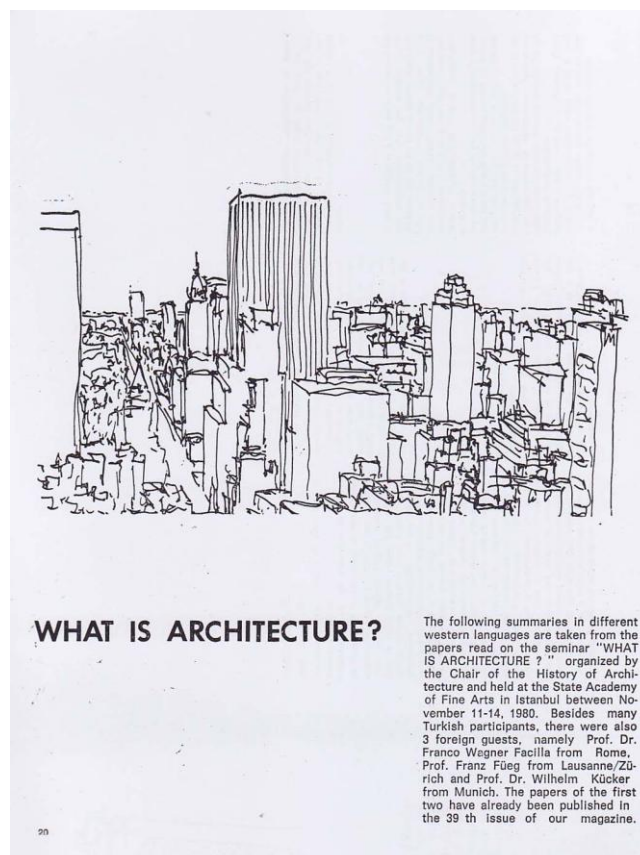 WHAT IS ARCHITECTURE?
The following summaries in different
western languages are taken from the
papers read on the seminar "WHAT
IS ARCHITECTURE ? " organized by
the Chair of the History of Archi-
tecture and held at the State Academy
of Fine Arts in Istanbul between No-
vember 11-14, 1980. Besides many
Turkish participants, there were also
3 foreign guests, namely Prof. Dr.
Franco Wagner Facilla from Rome,
Prof. Franz Füeg from Lausanne/Zü-
rich and Prof. Dr. Wilhelm Kücker
from Munich. The papers of the first
two have already been published in
the 39 th issue of our magazine.
20